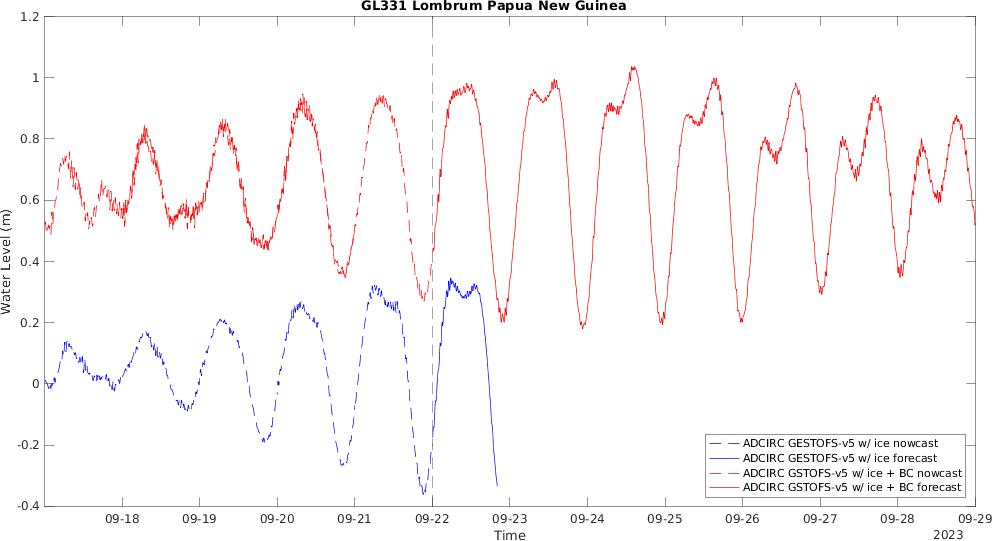 GL331 Lombrum Papua New Guinea
1.2
1
0.8
0.6
0.4
0.2
0
-0.2
-0.4
Water Level (m)
ADCIRC GESTOFS-v5 w/ ice nowcast
ADCIRC GESTOFS-v5 w/ ice forecast
ADCIRC GSTOFS-v5 w/ ice + BC nowcast
ADCIRC GSTOFS-v5 w/ ice + BC forecast
09-18 09-19 09-20 09-21 09-22 09-23 09-24 09-25 09-26 09-27 09-28 09-29
Time
2023